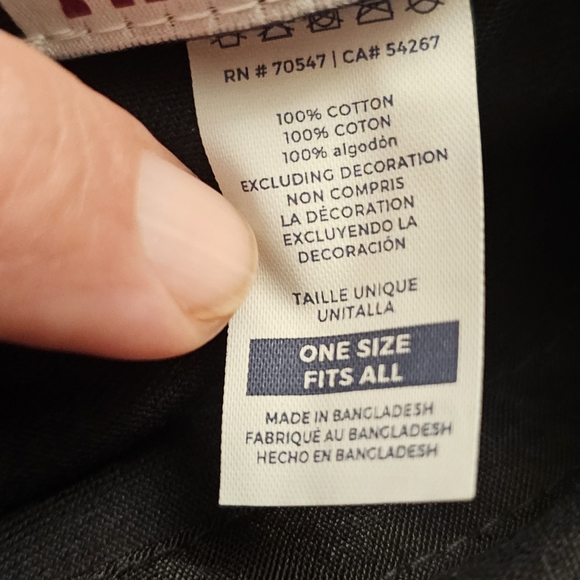 RN # 70547 | CA# 54267
100% COTTON
100% COTON
100% algodón
EXCLUDING DECORATION
NON COMPRIS
LA DÉCORATION
EXCLUYENDO LA
DECORACIÓN
TAILLE UNIQUE
UNITALLA
ONE SIZE
FITS ALL
MADE IN BANGLADESH
FABRIQUÉ AU BANGLADESH
HECHO EN BANGLADESH